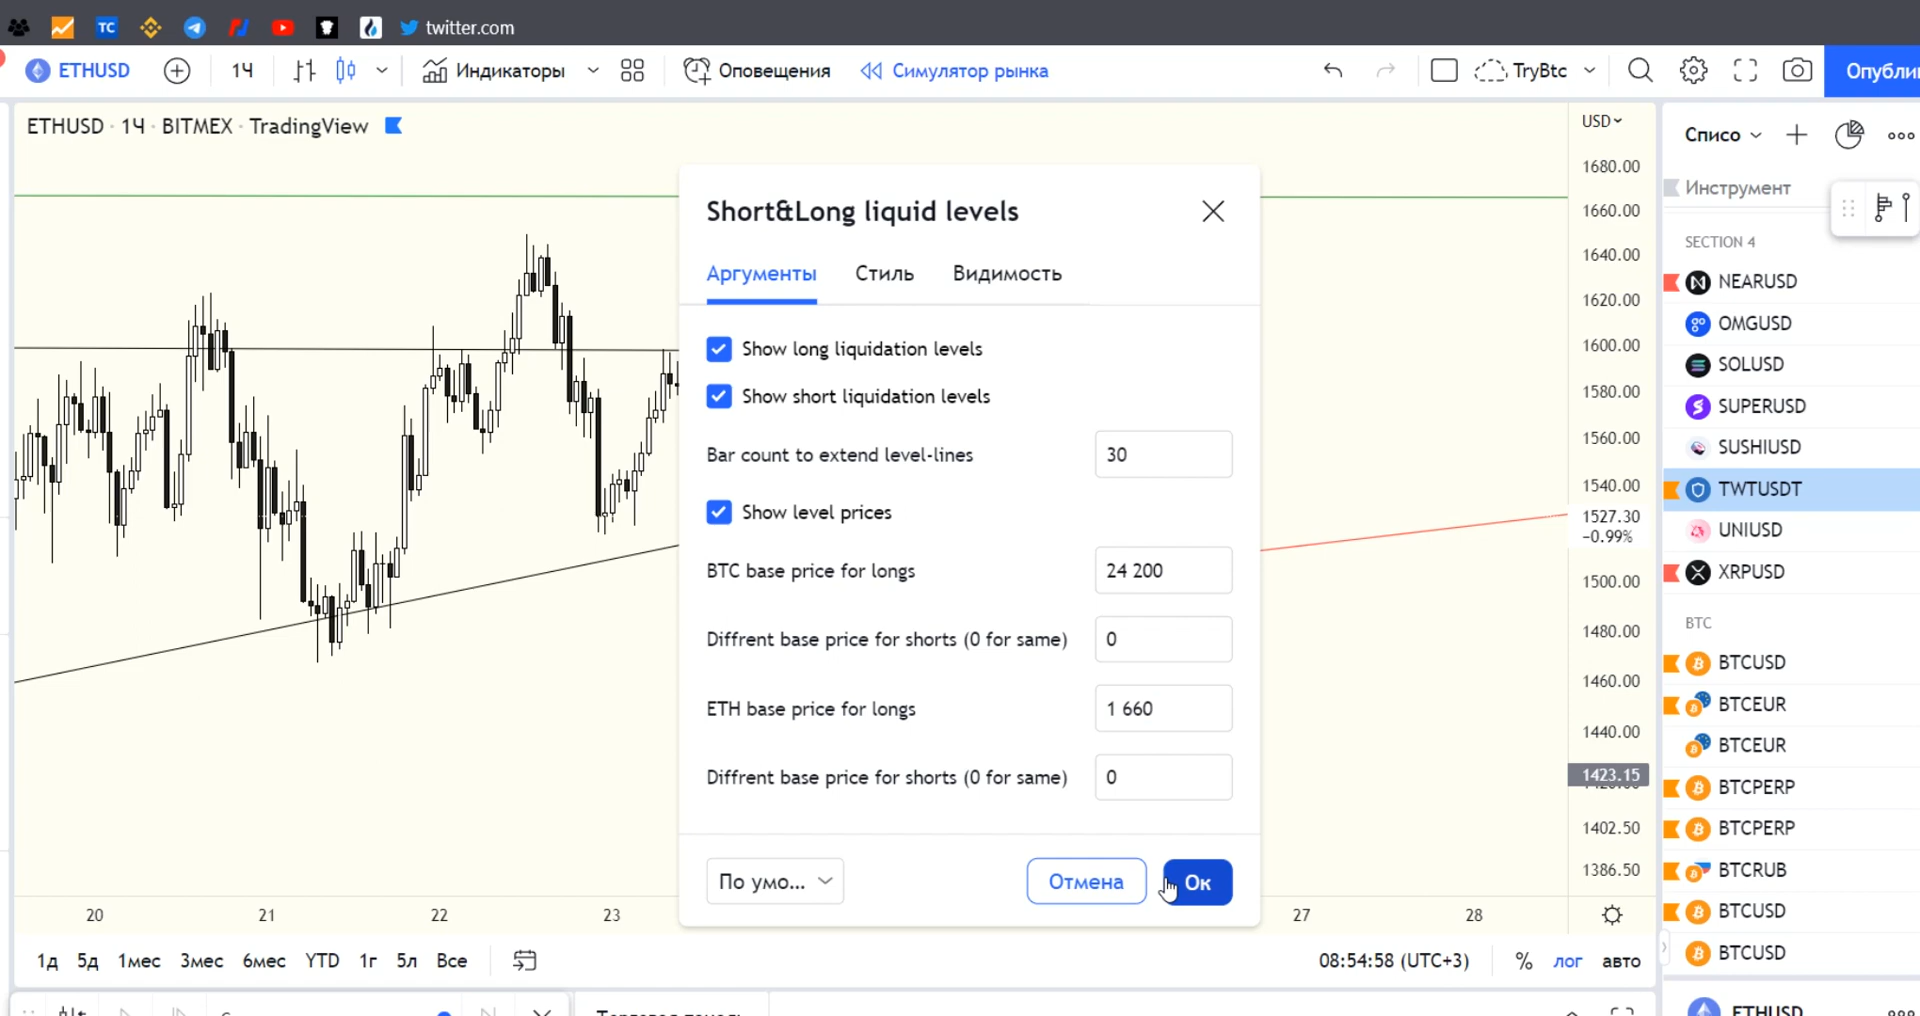 TC
twitter.com
ETHUSD
1Ч
Индикаторы
Оповещения
Симулятор рынка
TryBtc
ETHUSD · 1Ч · BITMEX · TradingView
USD
1680.00
1660.00
1640.00
1620.00
1600.00
1580.00
1560.00
1540.00
1527.30
−0.99%
1500.00
1480.00
1460.00
1440.00
1423.15
1402.50
1386.50
Short&Long liquid levels
Аргументы
Стиль
Видимость
Show long liquidation levels
Show short liquidation levels
Bar count to extend level-lines
30
Show level prices
BTC base price for longs
24 200
Diffrent base price for shorts (0 for same)
0
ETH base price for longs
1 660
Diffrent base price for shorts (0 for same)
0
По умо...
Отмена
Ок
20
21
22
23
27
28
1д
5д
1мес
3мес
6мес
YTD
1г
5л
Все
08:54:58 (UTC+3)
%
лог
авто
Списо
Инструмент
SECTION 4
NEARUSD
OMGUSD
SOLUSD
SUPERUSD
SUSHIUSD
TWTUSDT
UNIUSD
XRPUSD
BTC
BTCUSD
BTCEUR
BTCEUR
BTCPERP
BTCPERP
BTCRUB
BTCUSD
BTCUSD
ETHUSD